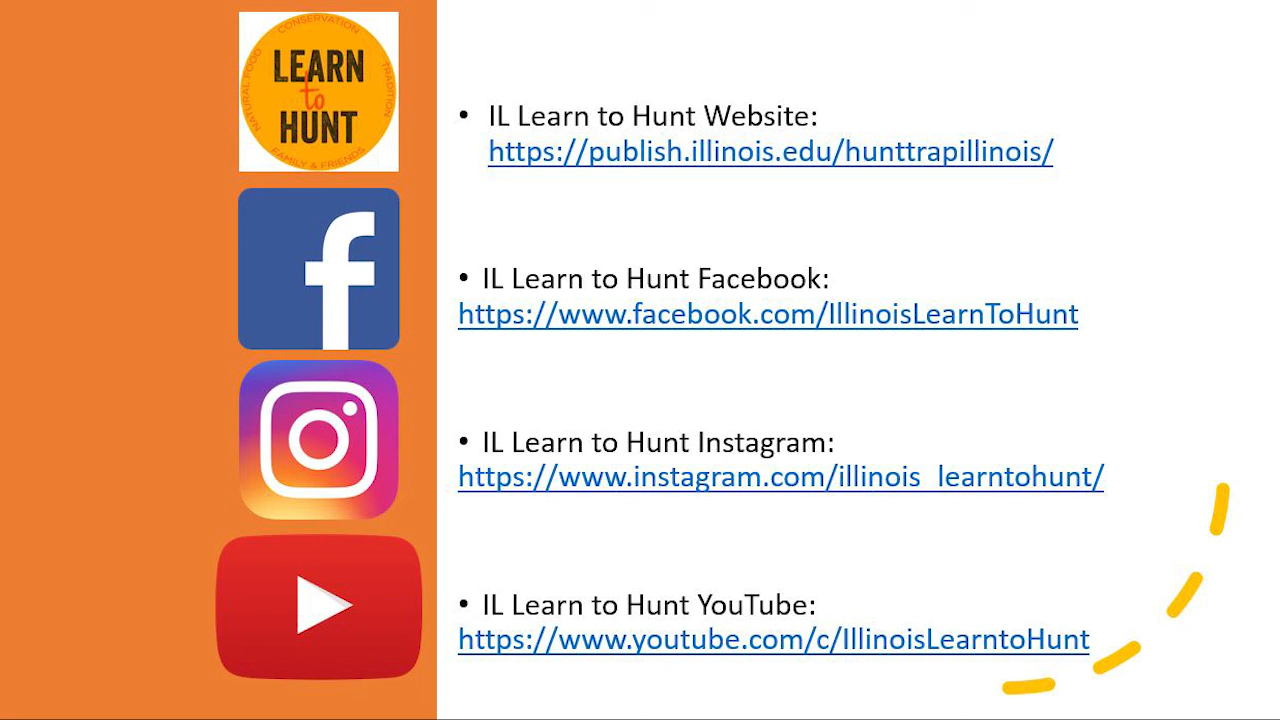 CONSERVATION
NATURAL FOOD
TRADITION
LEARN
to
HUNT
FAMILY & FRIENDS
• IL Learn to Hunt Website:
https://publish.illinois.edu/hunttrapillinois/
f
• IL Learn to Hunt Facebook:
https://www.facebook.com/IllinoisLearnToHunt
• IL Learn to Hunt Instagram:
https://www.instagram.com/illinois_learntohunt/
• IL Learn to Hunt YouTube:
https://www.youtube.com/c/IllinoisLearntoHunt